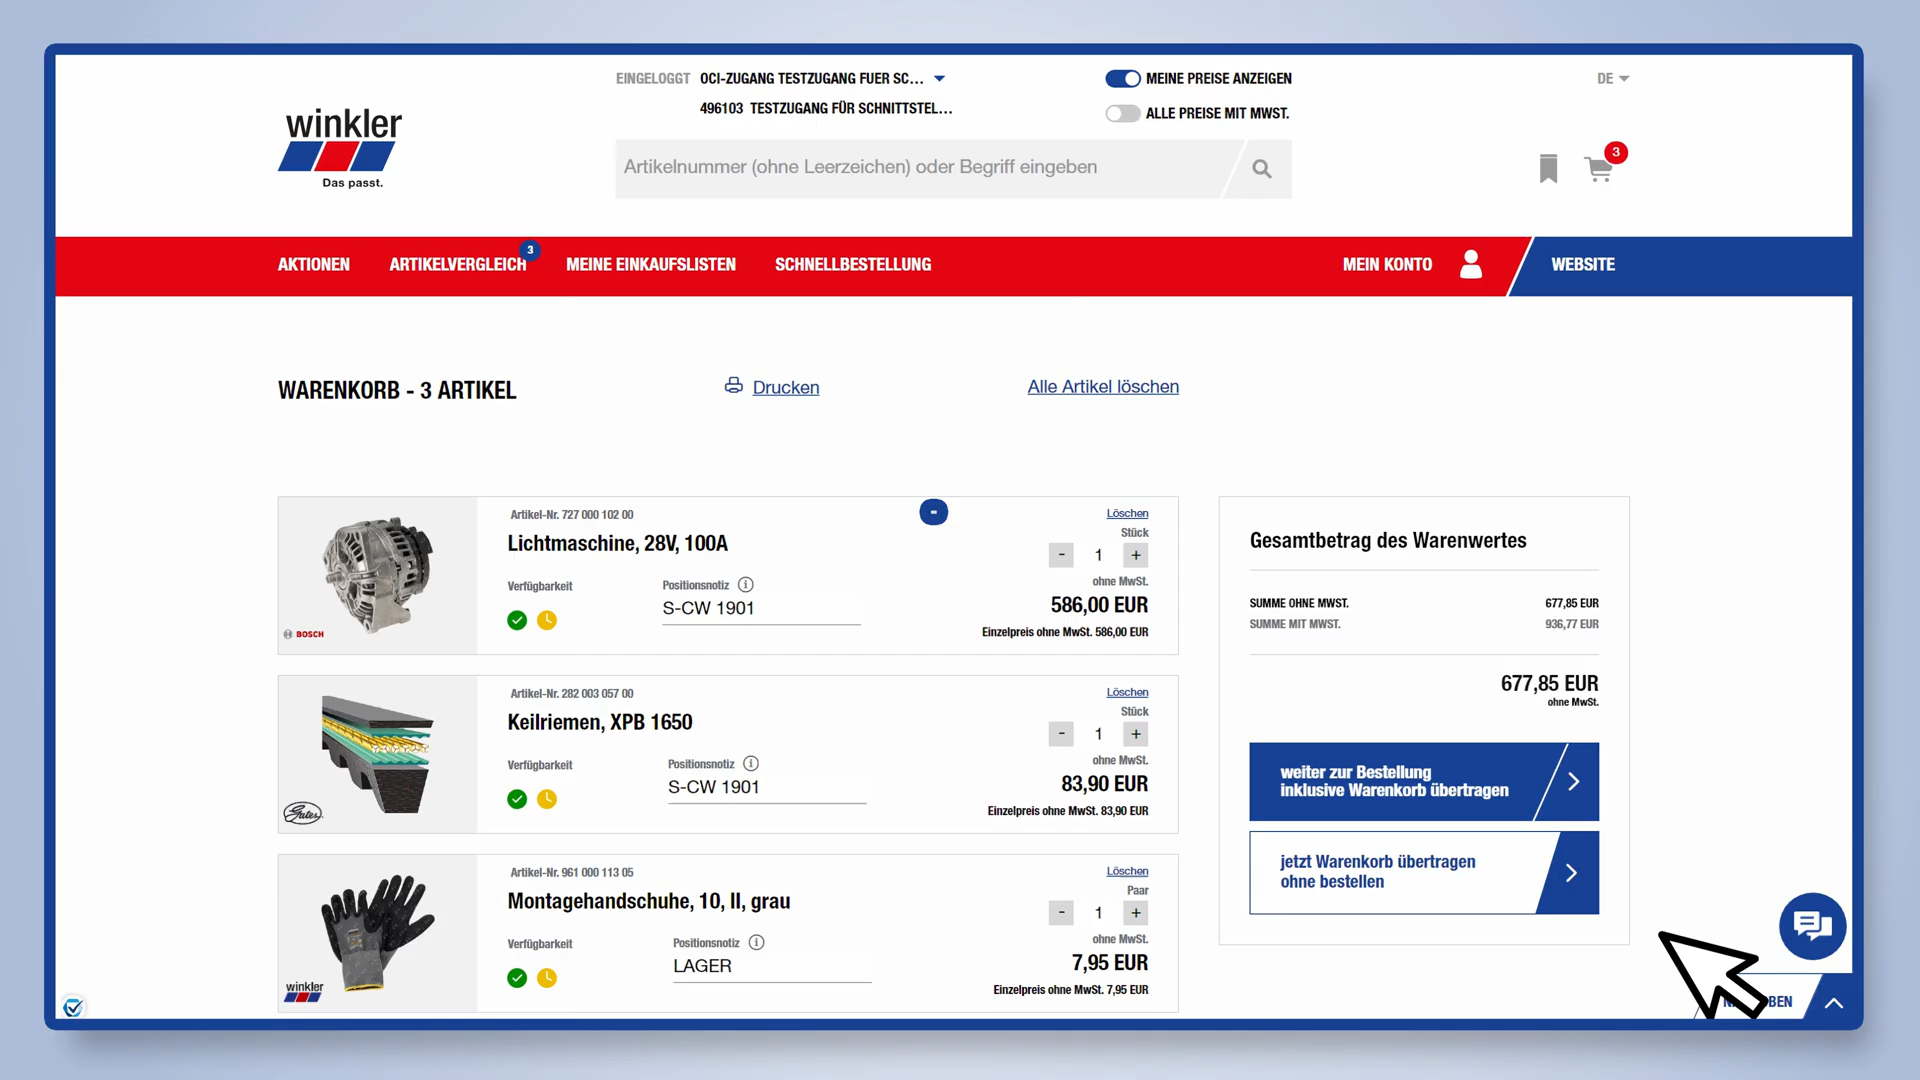 EINGELOGGT OCI-ZUGANG TESTZUGANG FUER SC...
496103 TESTZUGANG FÜR SCHNITTSTEL...
MEINE PREISE ANZEIGEN
ALLE PREISE MIT MWST.
DE
winkler
Das passt.
Artikelnummer (ohne Leerzeichen) oder Begriff eingeben
3
AKTIONEN
ARTIKELVERGLEICH
3
MEINE EINKAUFSLISTEN
SCHNELLBESTELLUNG
MEIN KONTO
WEBSITE
WARENKORB - 3 ARTIKEL
Drucken
Alle Artikel löschen
Artikel-Nr. 727 000 102 00
Lichtmaschine, 28V, 100A
Verfügbarkeit
Positionsnotiz
S-CW 1901
BOSCH
-
Löschen
Stück
- 1 +
ohne MwSt.
586,00 EUR
Einzelpreis ohne MwSt. 586,00 EUR
Artikel-Nr. 282 003 057 00
Keilriemen, XPB 1650
Verfügbarkeit
Positionsnotiz
S-CW 1901
Gates
Löschen
Stück
- 1 +
ohne MwSt.
83,90 EUR
Einzelpreis ohne MwSt. 83,90 EUR
Artikel-Nr. 961 000 113 05
Montagehandschuhe, 10, II, grau
Verfügbarkeit
Positionsnotiz
LAGER
winkler
Löschen
Paar
- 1 +
ohne MwSt.
7,95 EUR
Einzelpreis ohne MwSt. 7,95 EUR
Gesamtbetrag des Warenwertes
SUMME OHNE MWST. 677,85 EUR
SUMME MIT MWST. 936,77 EUR
677,85 EUR
ohne MwSt.
weiter zur Bestellung
inklusive Warenkorb übertragen
jetzt Warenkorb übertragen
ohne bestellen